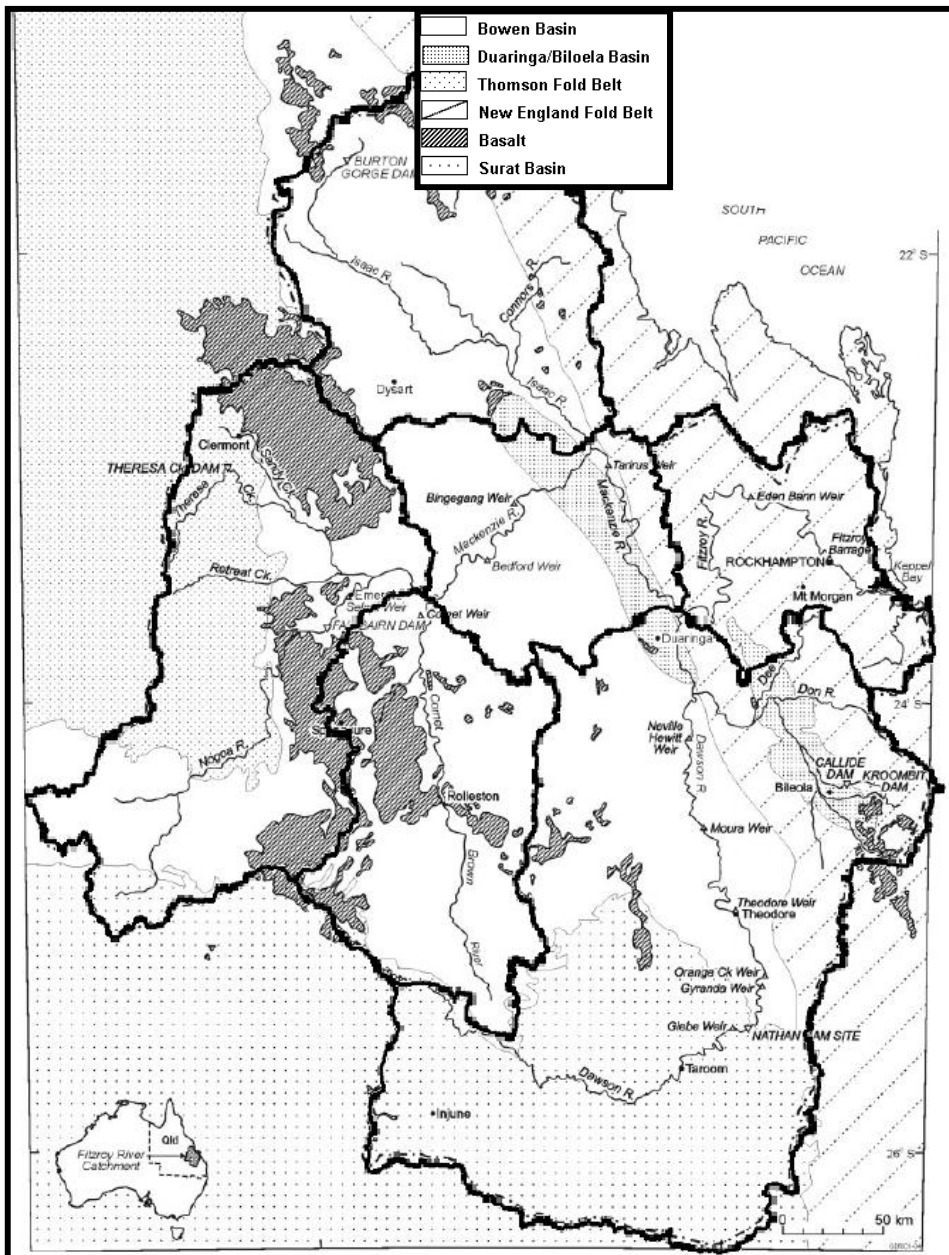 Bowen Basin
Duaringa/Biloela Basin
Thomson Fold Belt
New England Fold Belt
Basalt
Surat Basin
BURTON
GORGE DAM
SOUTH
PACIFIC
OCEAN
22° S
Isaac R.
Connors R.
Isaac R.
Dysart
Clermont
THERESA CK DAM
Sandy Ck.
Theresa
Ck.
Tartrus Weir
Bingegang Weir
Mackenzie R.
Mackenzie R.
Eden Bann Weir
Fitzroy R.
Fitzroy
Barrage
ROCKHAMPTON
Keppel
Bay
Bedford Weir
Retreat Ck.
Mt Morgan
Selma Weir
Comet Weir
FAIRBAIRN DAM
Duaringa
Dee
Don R.
24° S
Comet
Neville
Hewitt
Weir
Dawson R.
Nogoa R.
CALLIDE
DAM
KROOMBIT
DAM
Rolleston
Biloela
Moura Weir
Brown
River
Theodore Weir
Theodore
Orange Ck Weir
Gyranda Weir
Glebe Weir
NATHAN DAM SITE
Taroom
Dawson R.
Injune
Qld
Fitzroy River
Catchment
26° S
0 50 km